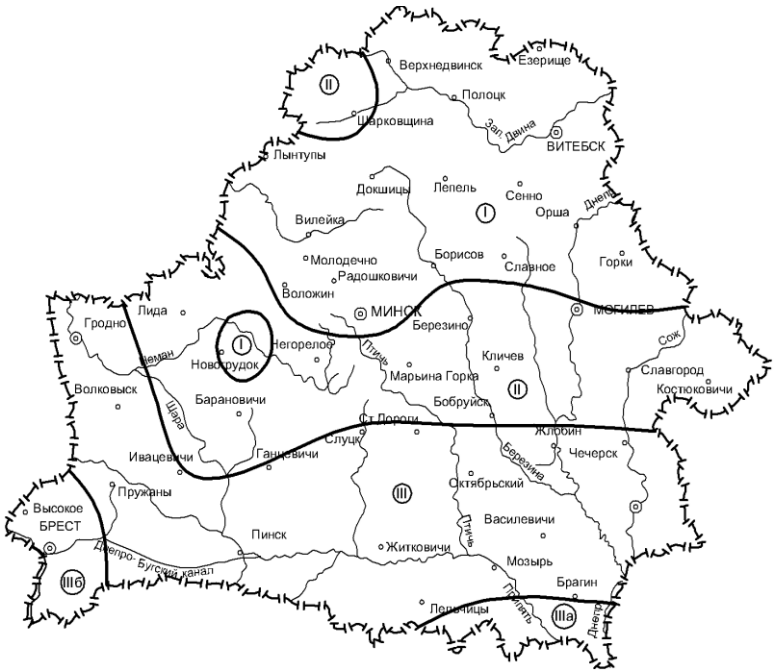 Верхнедвинск
Езерище
II
Полоцк
Шарковщина
Зап. Двина
ВИТЕБСК
Лынтупы
Докшицы
Лепель
Сенно
I
Орша
Днепр
Вилейка
Молодечно
Борисов
Славное
Горки
Радошковичи
Воложин
Лида
МИНСК
МОГИЛЕВ
Гродно
Березино
Сож
I
Негорелое
Неман
Новогрудок
Птичь
Кличев
Марьина Горка
Славгород
II
Костюковичи
Волковыск
Барановичи
Щара
Бобруйск
Ст.Дороги
Слуцк
Жлобин
Чечерск
Ганцевичи
Ивацевичи
Березина
Октябрьский
Пружаны
III
Высокое
БРЕСТ
Василевичи
Птичь
Пинск
Житковичи
Днепро-Бугский канал
Мозырь
IIIб
Брагин
Припять
Лельчицы
IIIа
Днепр